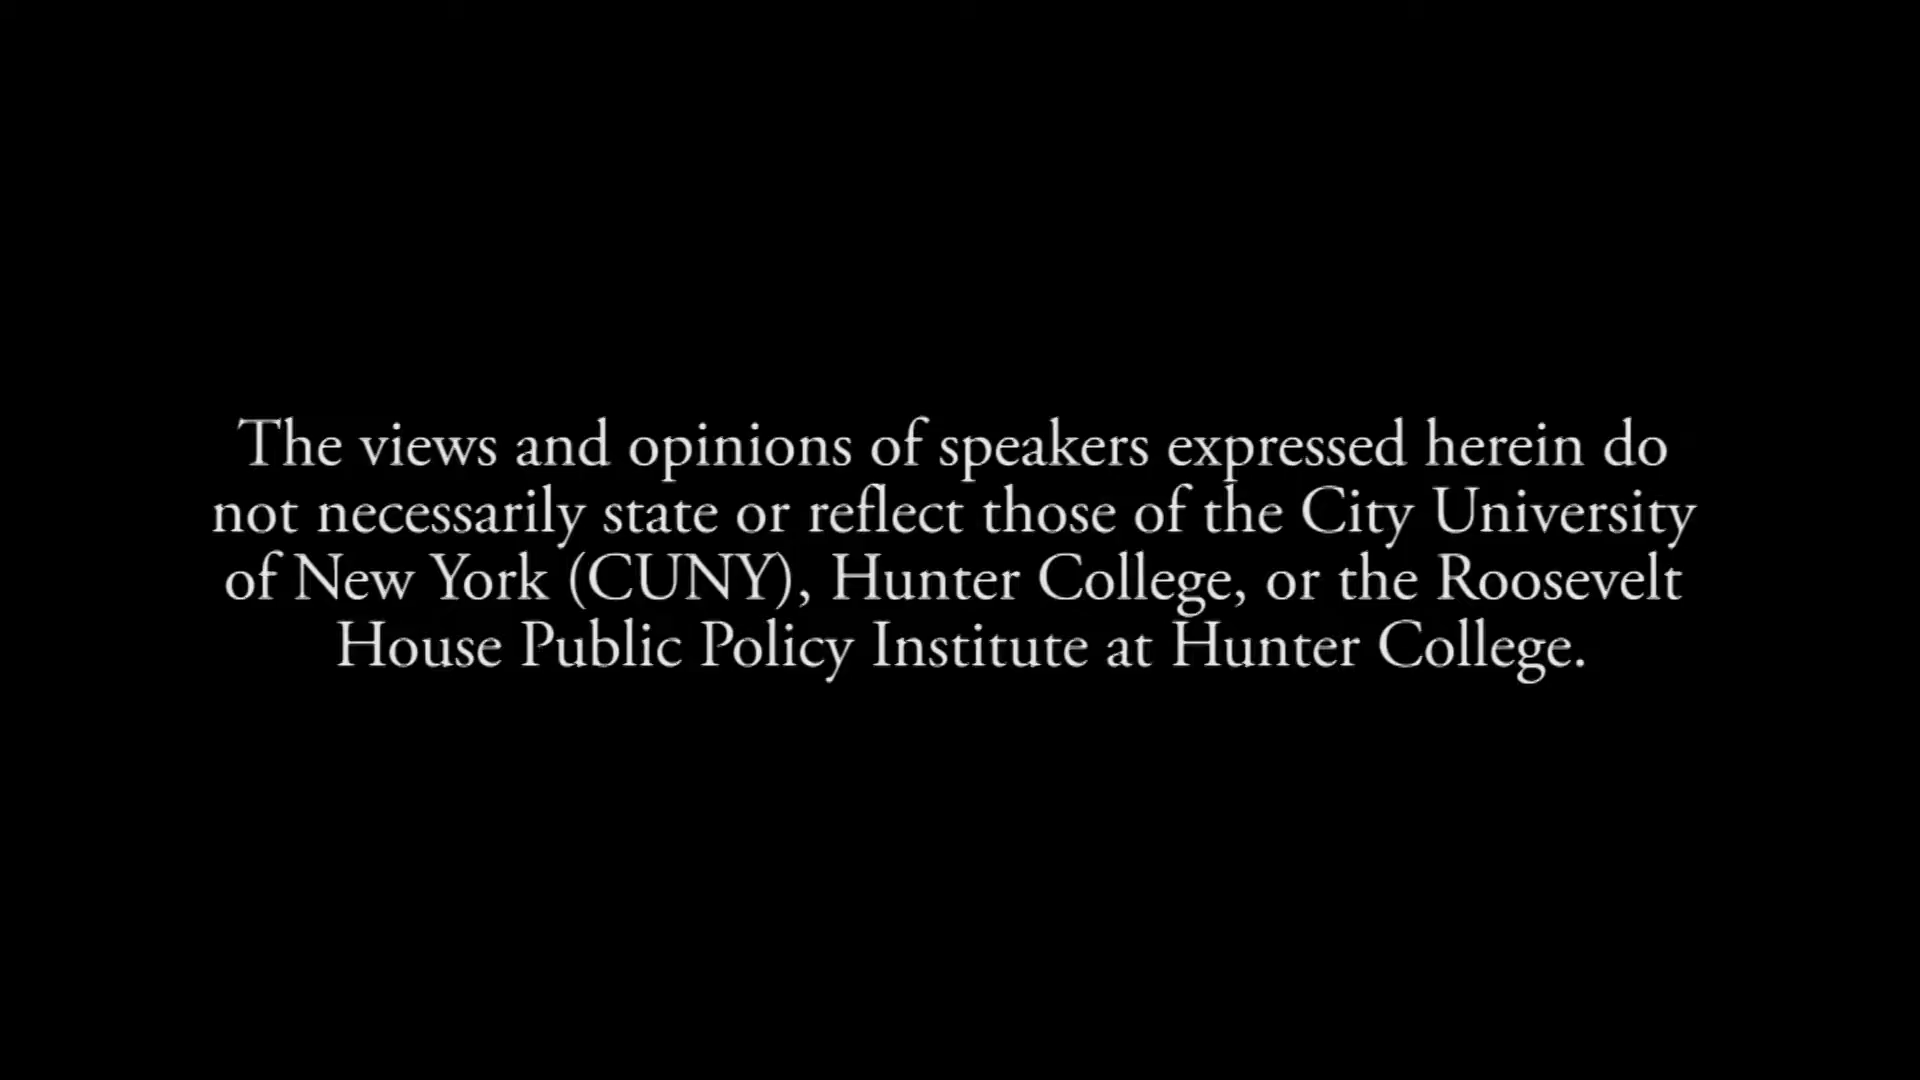 The views and opinions of speakers expressed herein do
not necessarily state or reflect those of the City University
of New York (CUNY), Hunter College, or the Roosevelt
House Public Policy Institute at Hunter College.